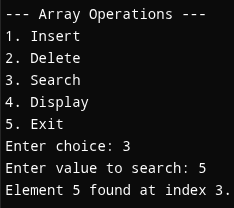 --- Array Operations ---
1. Insert
2. Delete
3. Search
4. Display
5. Exit
Enter choice: 3
Enter value to search: 5
Element 5 found at index 3.